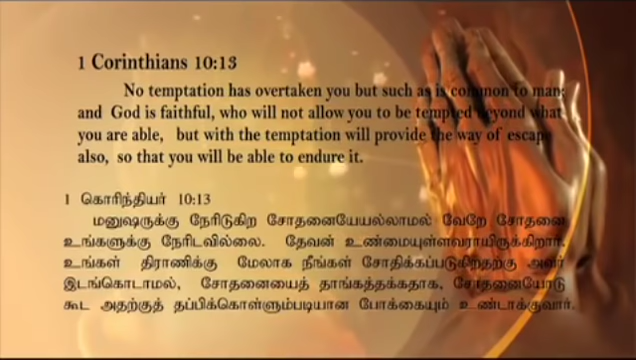 1 Corinthians 10:13
No temptation has overtaken you but such as is common to man;
and God is faithful, who will not allow you to be tempted beyond what
you are able, but with the temptation will provide the way of escape
also, so that you will be able to endure it.
1 கொரிந்தியர் 10:13
மனுஷருக்கு நேரிடுகிற சோதனையேயல்லாமல் வேறே சோதனை
உங்களுக்கு நேரிடவில்லை. தேவன் உண்மையுள்ளவராயிருக்கிறார்.
உங்கள் திராணிக்கு மேலாக நீங்கள் சோதிக்கப்படுகிறதற்கு அவர்
இடங்கொடாமல், சோதனையைத் தாங்கத்தக்கதாக, சோதனையோடு
கூட அதற்குத் தப்பிக்கொள்ளும்படியான போக்கையும் உண்டாக்குவார்.